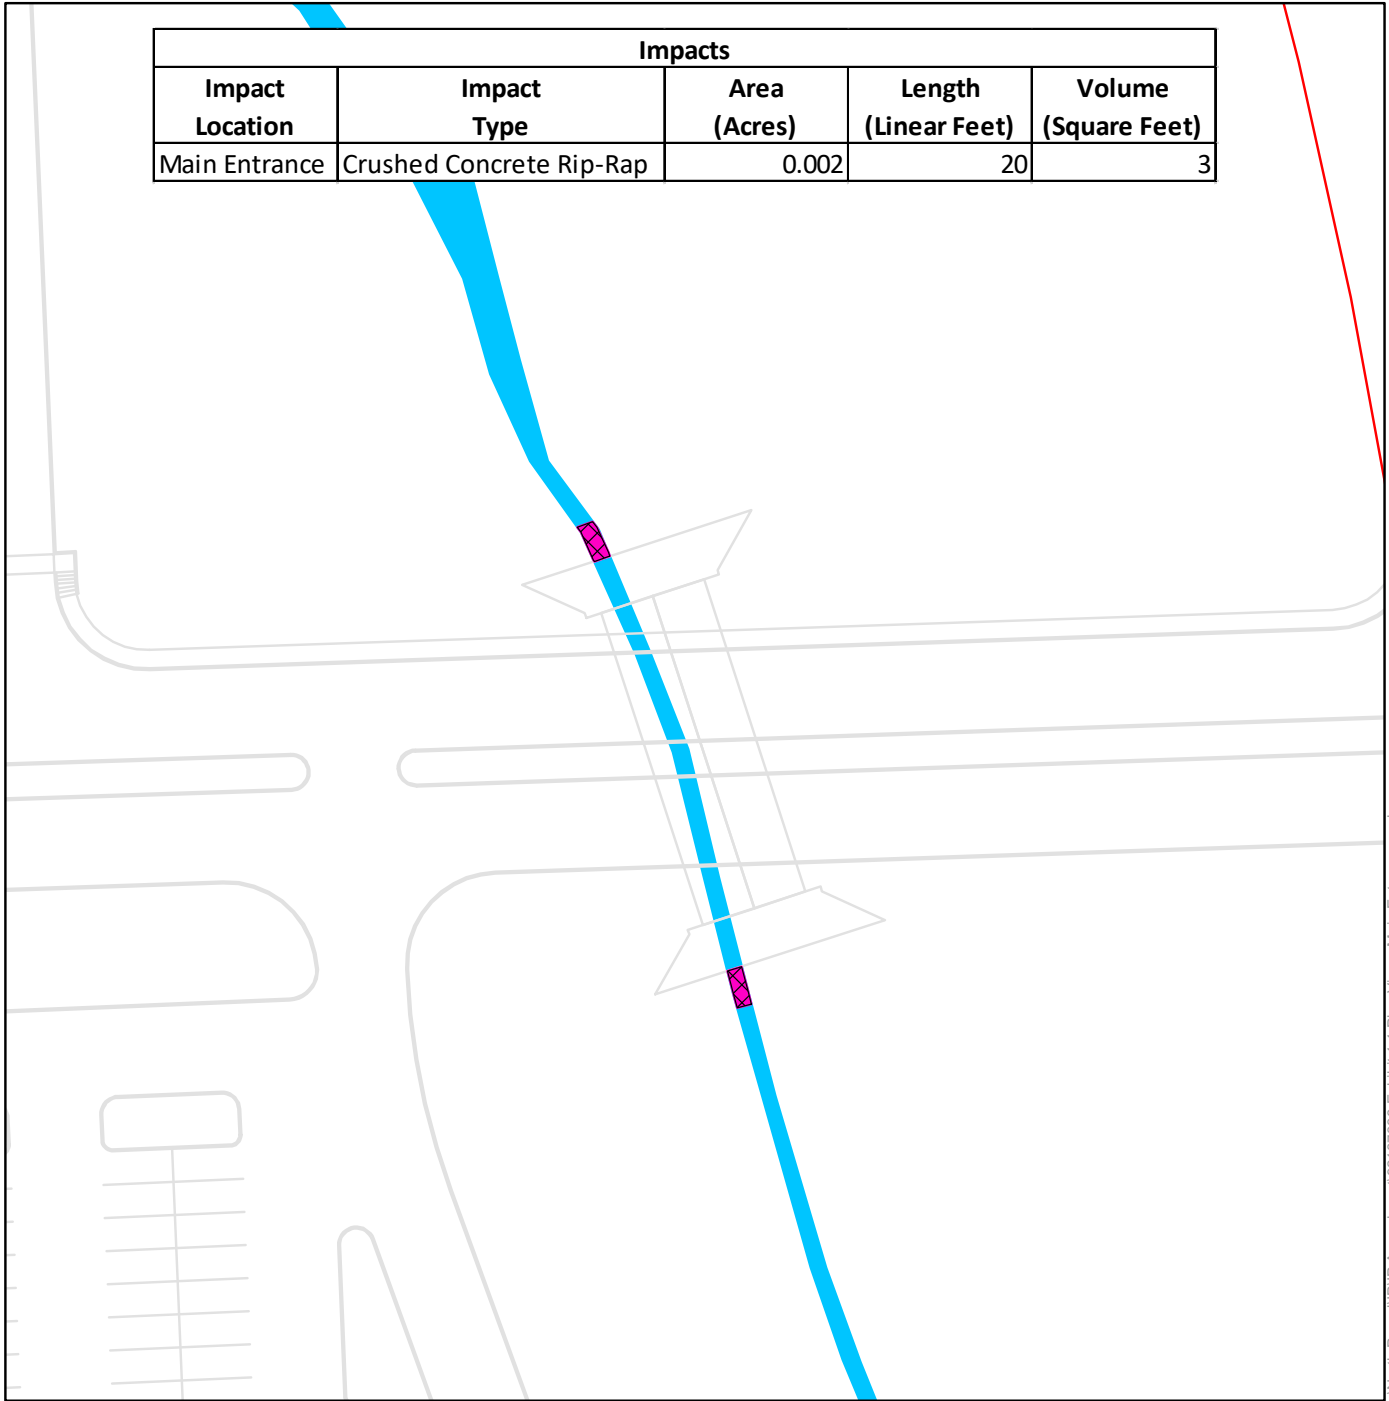 Impacts
Impact Location Impact Type Area (Acres) Length (Linear Feet) Volume (Square Feet)
Main Entrance Crushed Concrete Rip-Rap 0.002 20 3